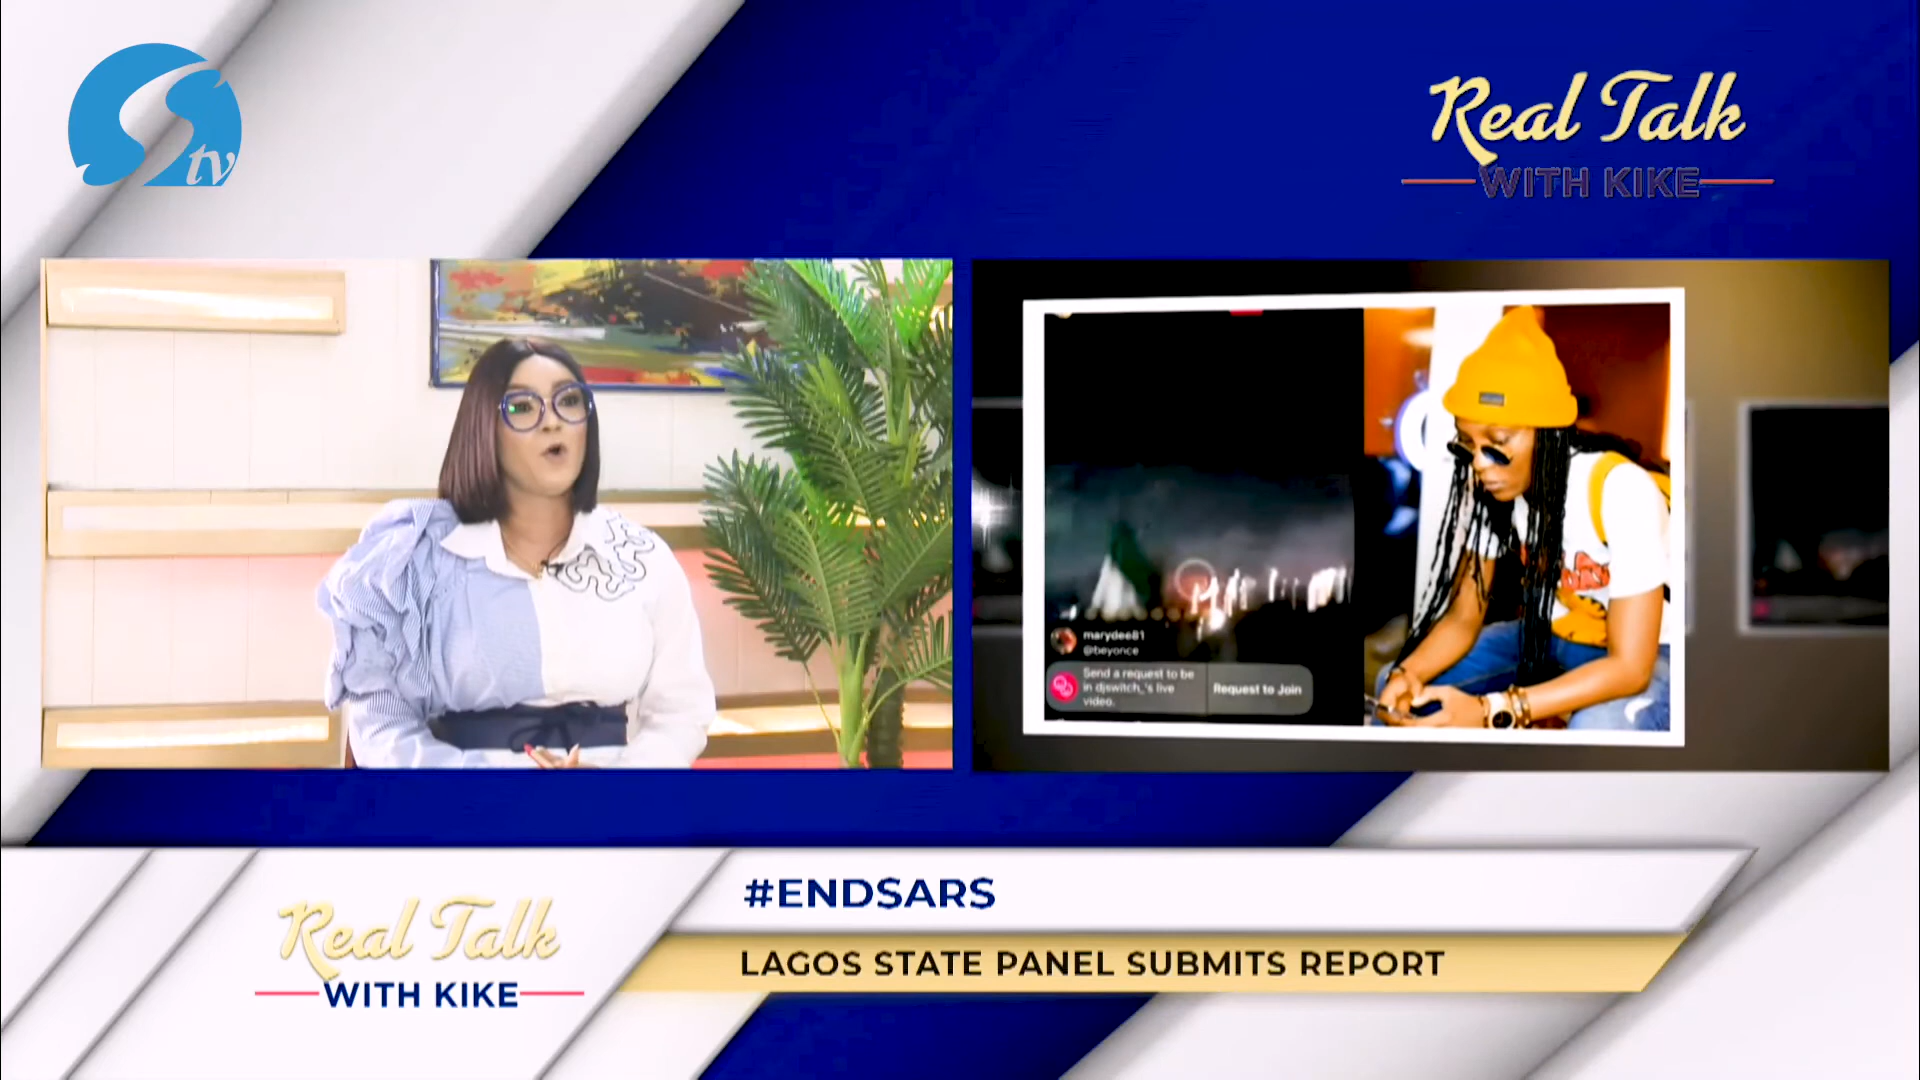 tv
Real Talk
WITH KIKE
marydee81
@beyonce
Send a request to be
in djswitch_'s live
video.
Request to Join
#ENDSARS
LAGOS STATE PANEL SUBMITS REPORT
Real Talk
WITH KIKE